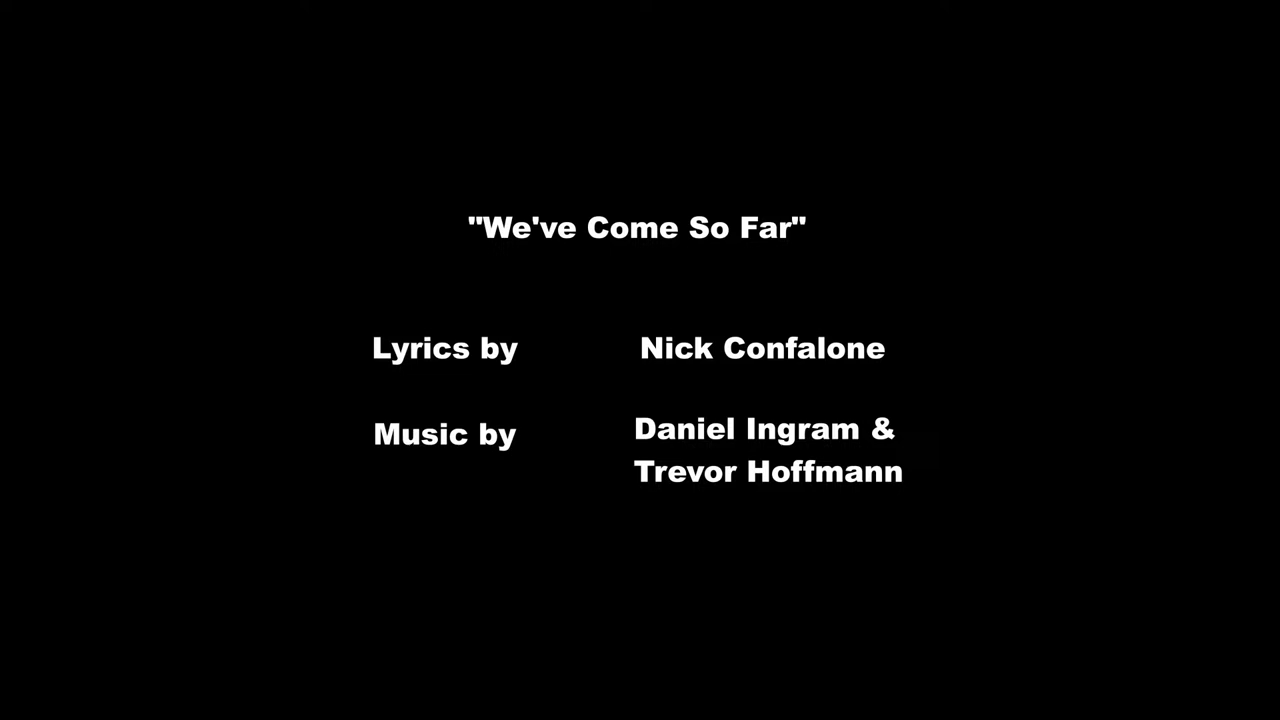 "We've Come So Far"
Lyrics by Nick Confalone
Music by Daniel Ingram &
Trevor Hoffmann